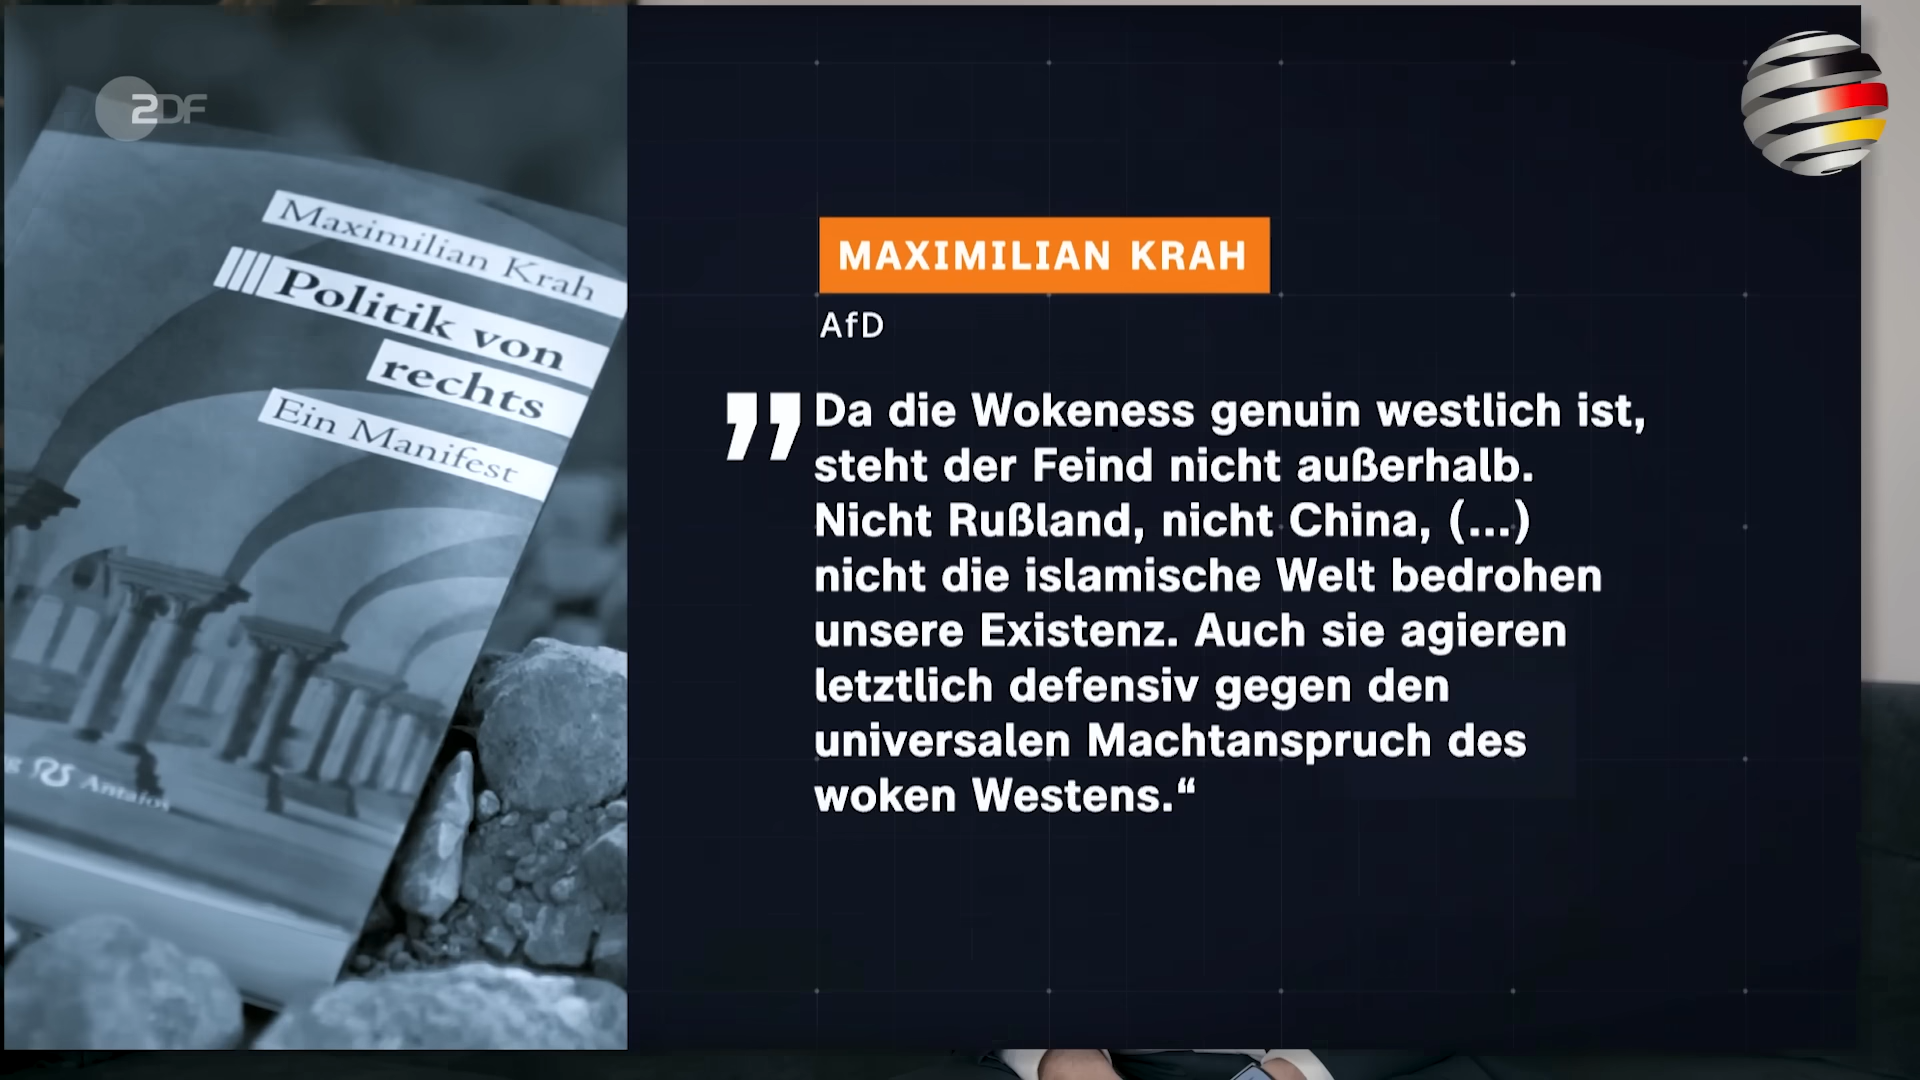 ZDF
Maximilian Krah
Politik von
rechts
Ein Manifest
Antaios
MAXIMILIAN KRAH
AfD
„Da die Wokeness genuin westlich ist,
steht der Feind nicht außerhalb.
Nicht Rußland, nicht China, (...)
nicht die islamische Welt bedrohen
unsere Existenz. Auch sie agieren
letztlich defensiv gegen den
universalen Machtanspruch des
woken Westens.“